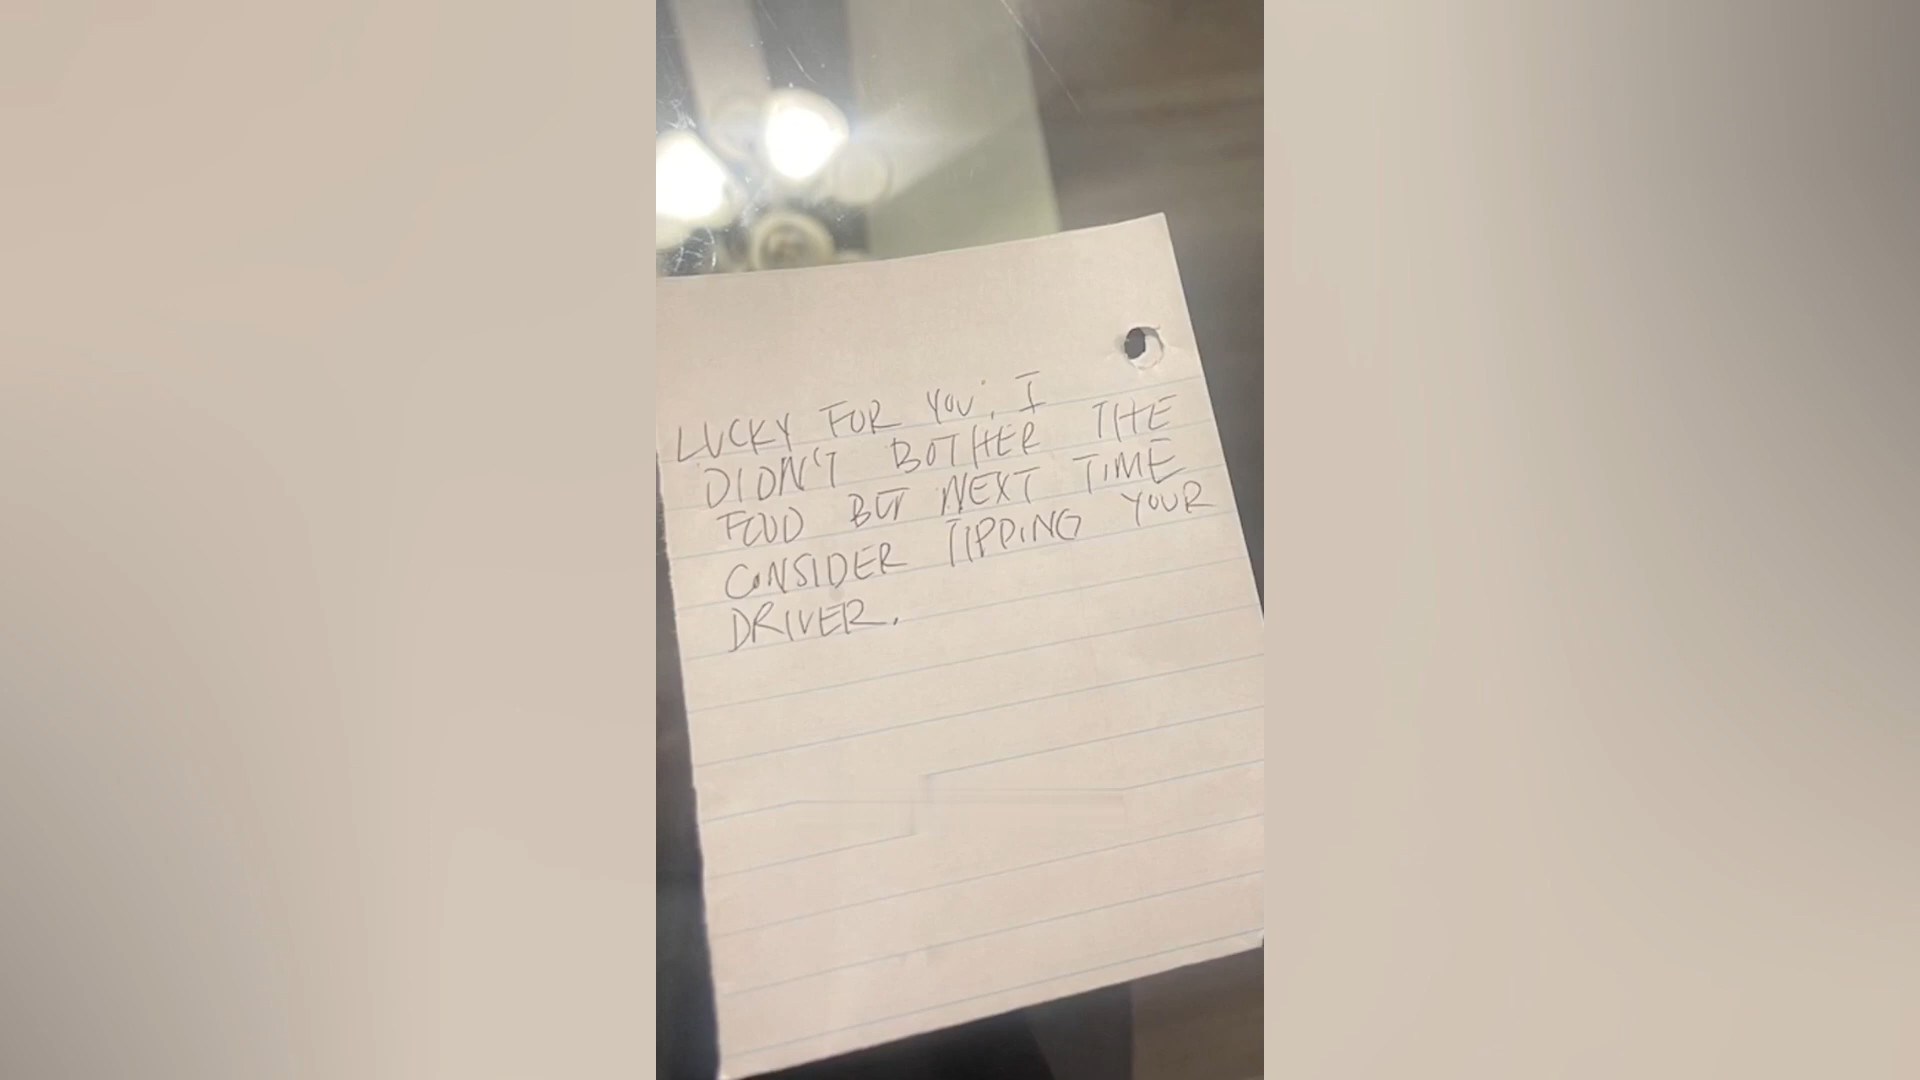 LUCKY FOR YOU, I
DIDN'T BOTHER THE
FOOD BUT NEXT TIME
CONSIDER TIPPING YOUR
DRIVER.